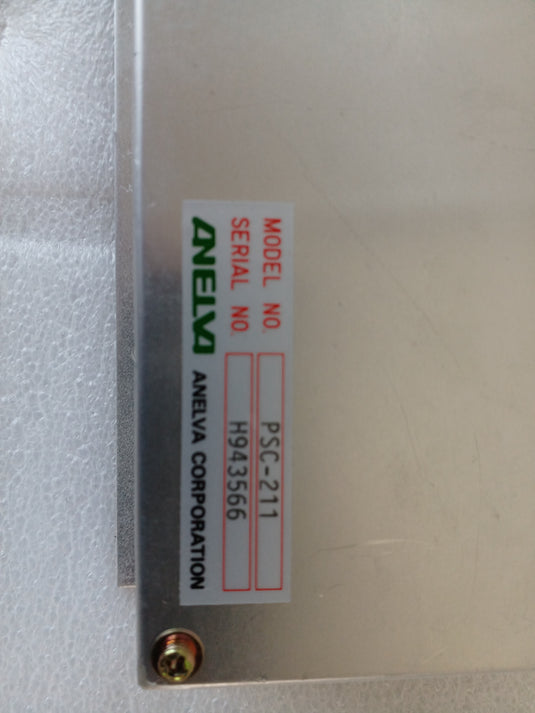 MODEL NO. PSC-211
SERIAL NO. H943566
ANELVA ANELVA CORPORATION